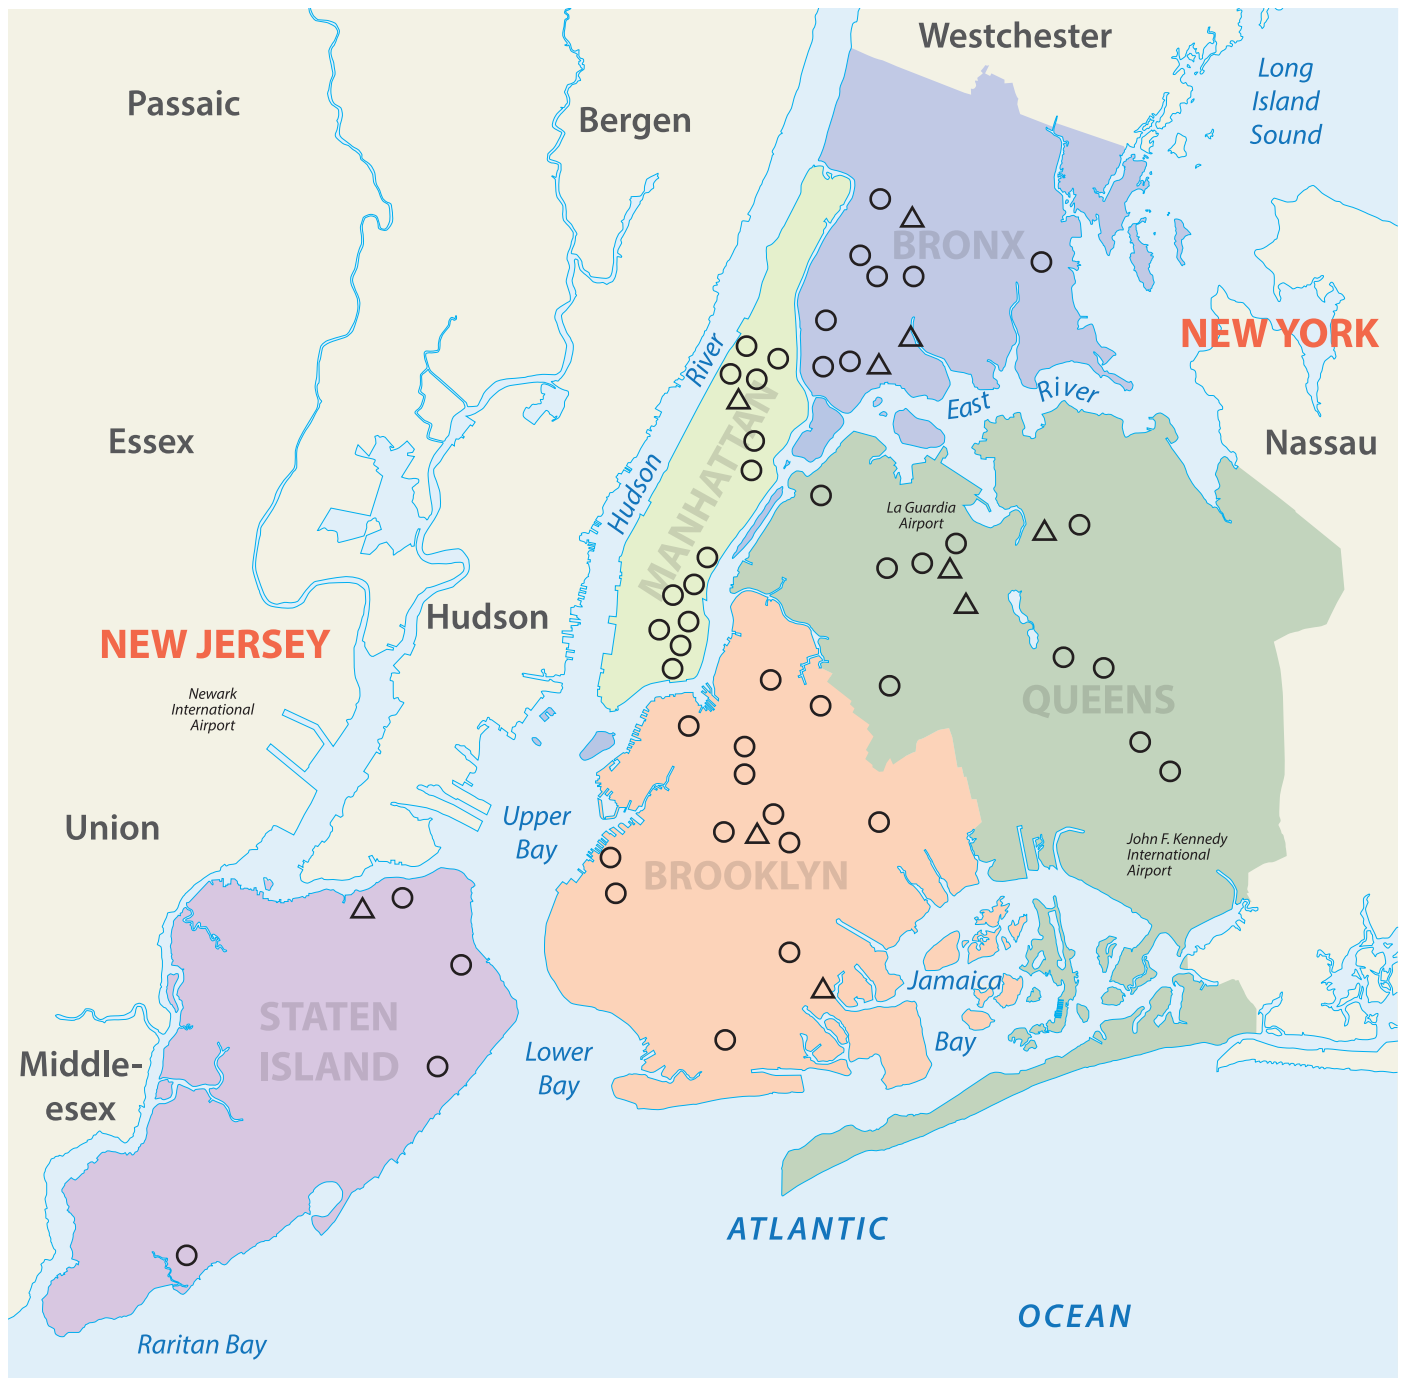 Westchester
Long
Island
Sound
Passaic
Bergen
BRONX
NEW YORK
River
East River
Essex
Nassau
Hudson
MANHATTAN
La Guardia
Airport
Hudson
NEW JERSEY
Newark
International
Airport
QUEENS
Upper
Bay
Union
John F. Kennedy
International
Airport
BROOKLYN
Jamaica
Bay
STATEN
ISLAND
Lower
Bay
Middle-
esex
ATLANTIC
OCEAN
Raritan Bay